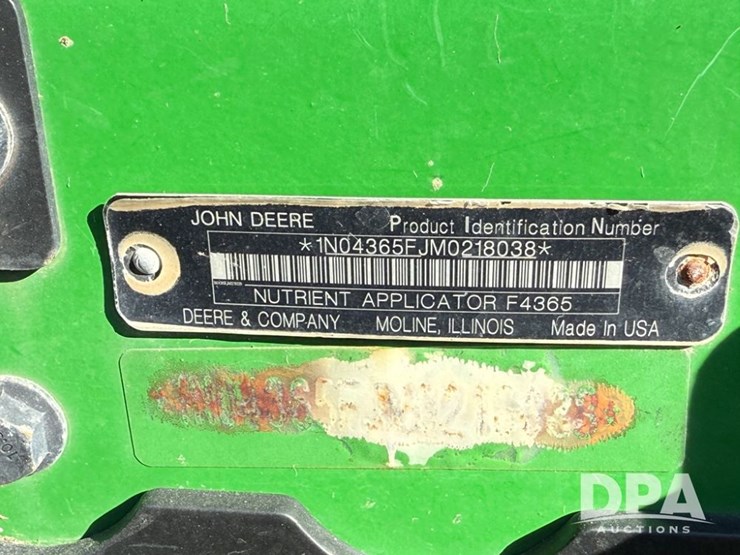 JOHN DEERE
Product Identification Number
*1N04365FJM0218038*
NUTRIENT APPLICATOR F4365
DEERE & COMPANY MOLINE, ILLINOIS Made In USA
DPA
AUCTIONS